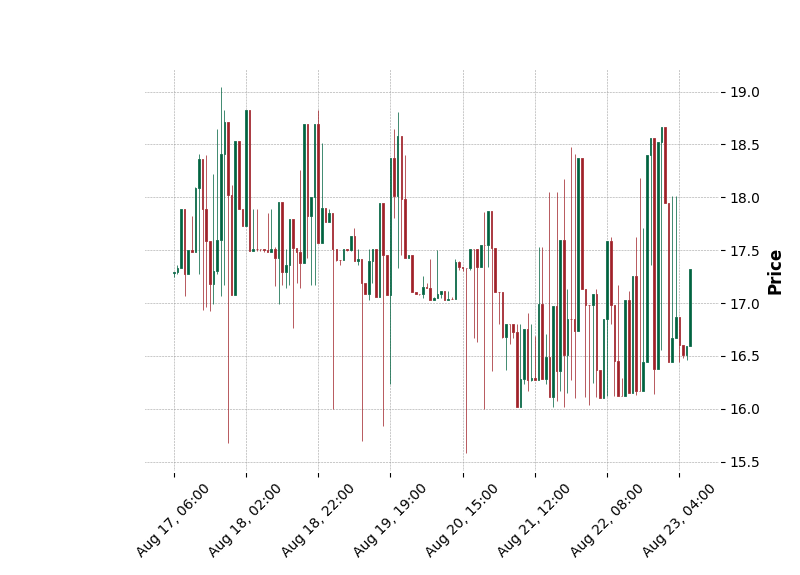 19.0
18.5
18.0
17.5
17.0
16.5
16.0
15.5
Price
Aug 17, 06:00
Aug 18, 02:00
Aug 18, 22:00
Aug 19, 19:00
Aug 20, 15:00
Aug 21, 12:00
Aug 22, 08:00
Aug 23, 04:00